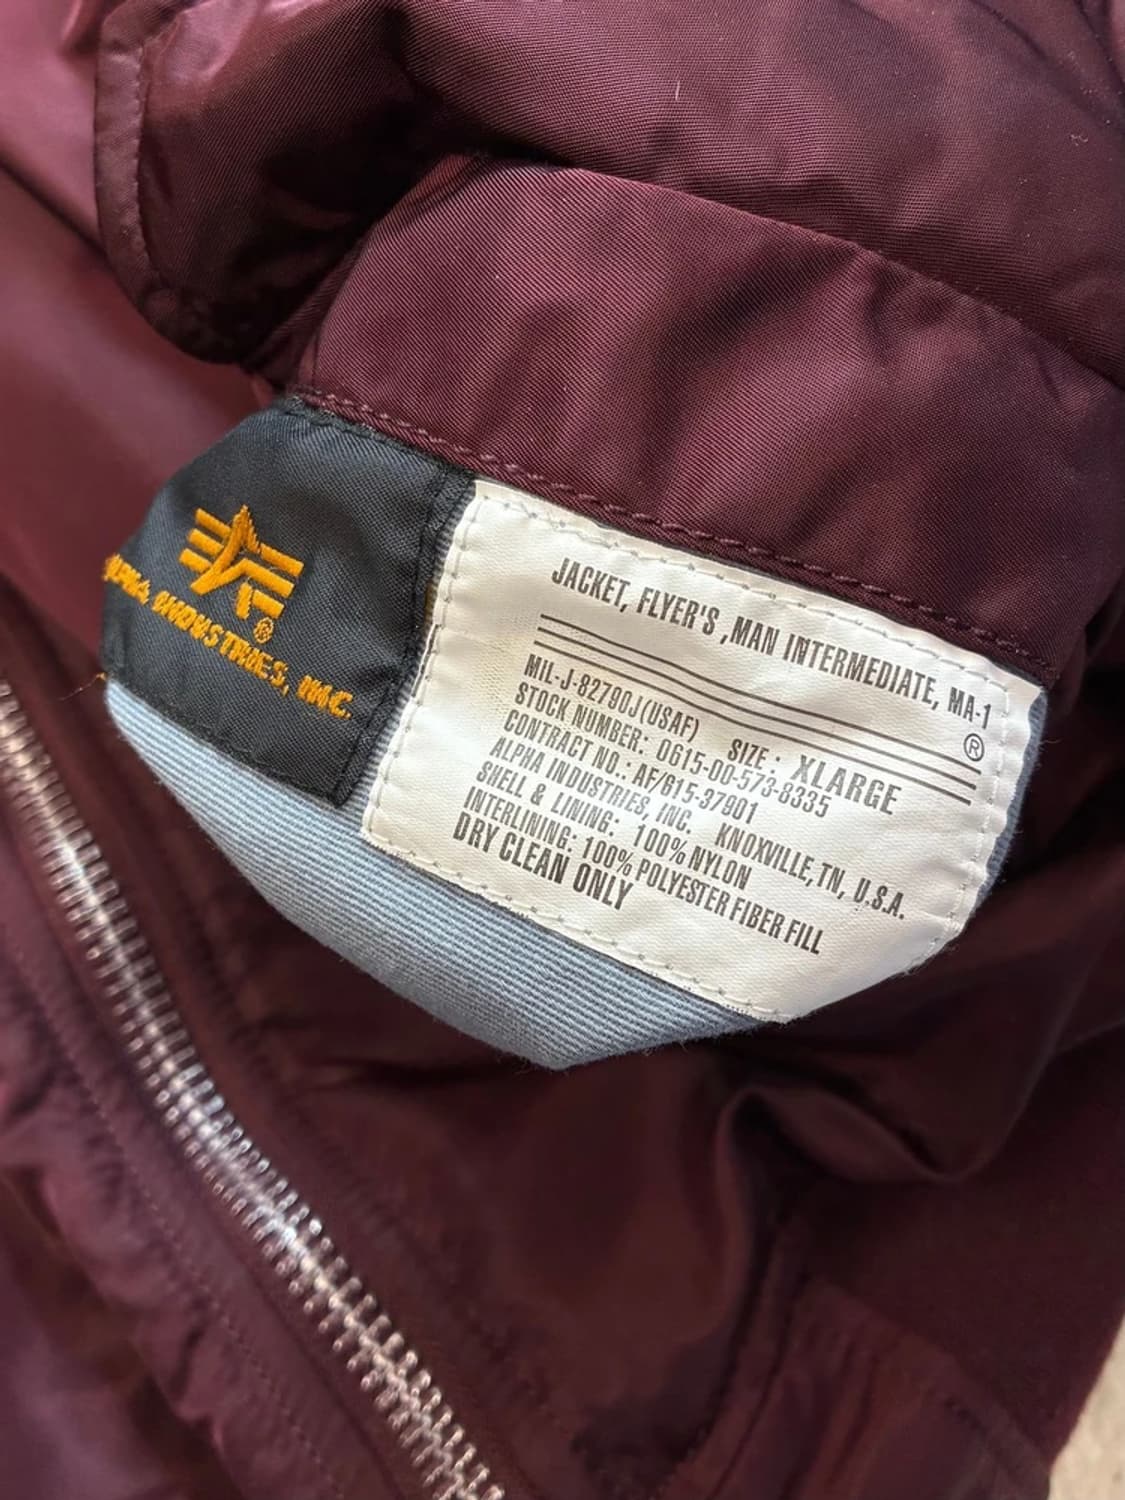 ALPHA INDUSTRIES, INC.
®
JACKET, FLYER'S ,MAN INTERMEDIATE, MA-1
®
MIL-J-82790J(USAF) SIZE : XLARGE
STOCK NUMBER: 0615-00-573-8335
CONTRACT NO.: AF/615-37901
ALPHA INDUSTRIES, INC. KNOXVILLE, TN, U.S.A.
SHELL & LINING: 100% NYLON
INTERLINING: 100% POLYESTER FIBER FILL
DRY CLEAN ONLY